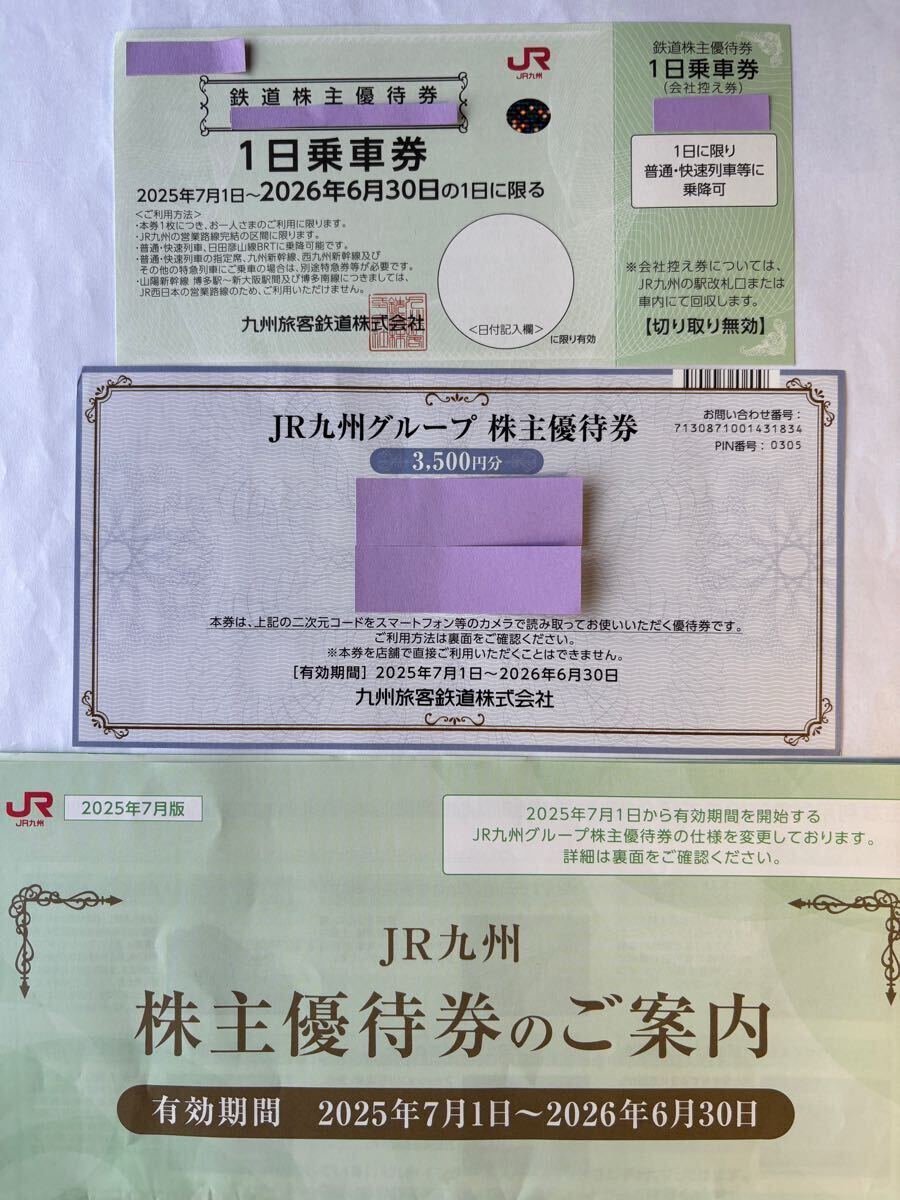 JR
JR九州
鉄道株主優待券
1日乗車券
2025年7月1日~2026年6月30日の1日に限る
<ご利用方法>
・本券1枚につき、お一人さまのご利用に限ります。
・JR九州の営業路線完結の区間に限ります。
・普通・快速列車、日田彦山線BRTに乗降可能です。
・普通・快速列車の指定席、九州新幹線、西九州新幹線及び
その他の特急列車にご乗車の場合は、別途特急券等が必要です。
・山陽新幹線 博多駅~新大阪駅間及び博多南線につきましては、
JR西日本の営業路線のため、ご利用いただけません。
九州旅客鉄道株式会社
<日付記入欄>
に限り有効
鉄道株主優待券
1日乗車券
(会社控え券)
1日に限り
普通・快速列車等に
乗降可
※会社控え券については、
JR九州の駅改札口または
車内にて回収します。
【切り取り無効】
JR九州グループ 株主優待券
3,500円分
お問い合わせ番号:
7130871001431834
PIN番号: 0305
本券は、上記の二次元コードをスマートフォン等のカメラで読み取ってお使いいただく優待券です。
ご利用方法は裏面をご確認ください。
※本券を店舗で直接ご利用いただくことはできません。
[有効期間] 2025年7月1日~2026年6月30日
九州旅客鉄道株式会社
JR
JR九州
2025年7月版
2025年7月1日から有効期間を開始する
JR九州グループ株主優待券の仕様を変更しております。
詳細は裏面をご確認ください。
JR九州
株主優待券のご案内
有効期間 2025年7月1日~2026年6月30日